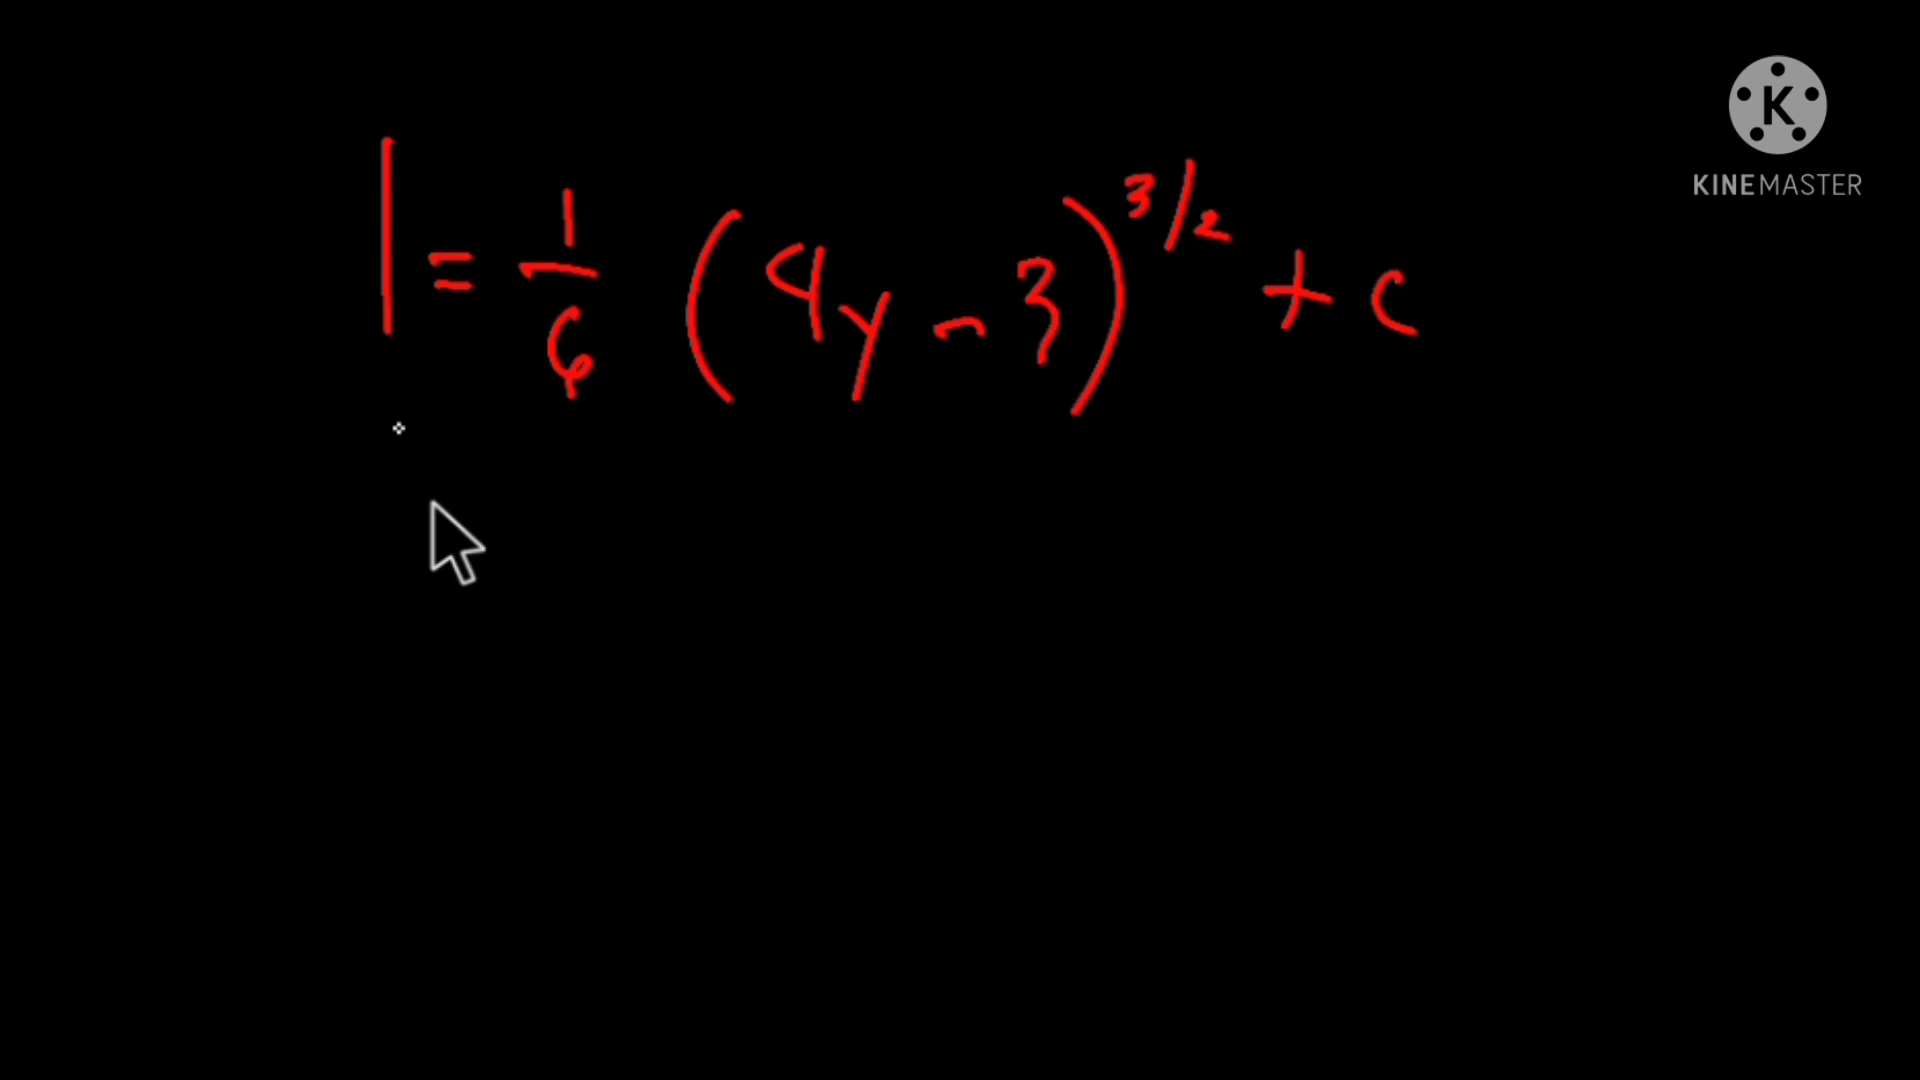 I = 1/6 (4y - 3)^3/2 + c
K
KINEMASTER